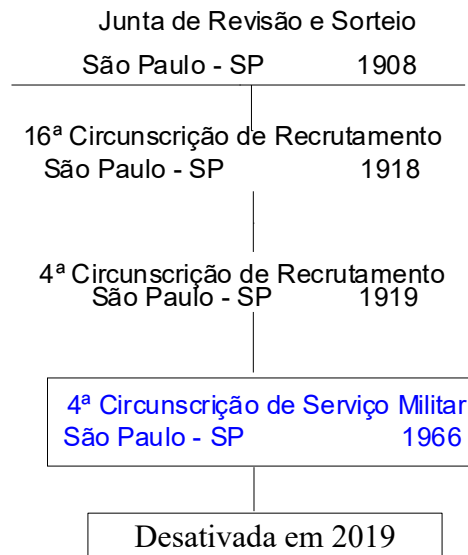 Junta de Revisão e Sorteio
São Paulo - SP 1908
16ª Circunscrição de Recrutamento
São Paulo - SP 1918
4ª Circunscrição de Recrutamento
São Paulo - SP 1919
4ª Circunscrição de Serviço Militar
São Paulo - SP 1966
Desativada em 2019